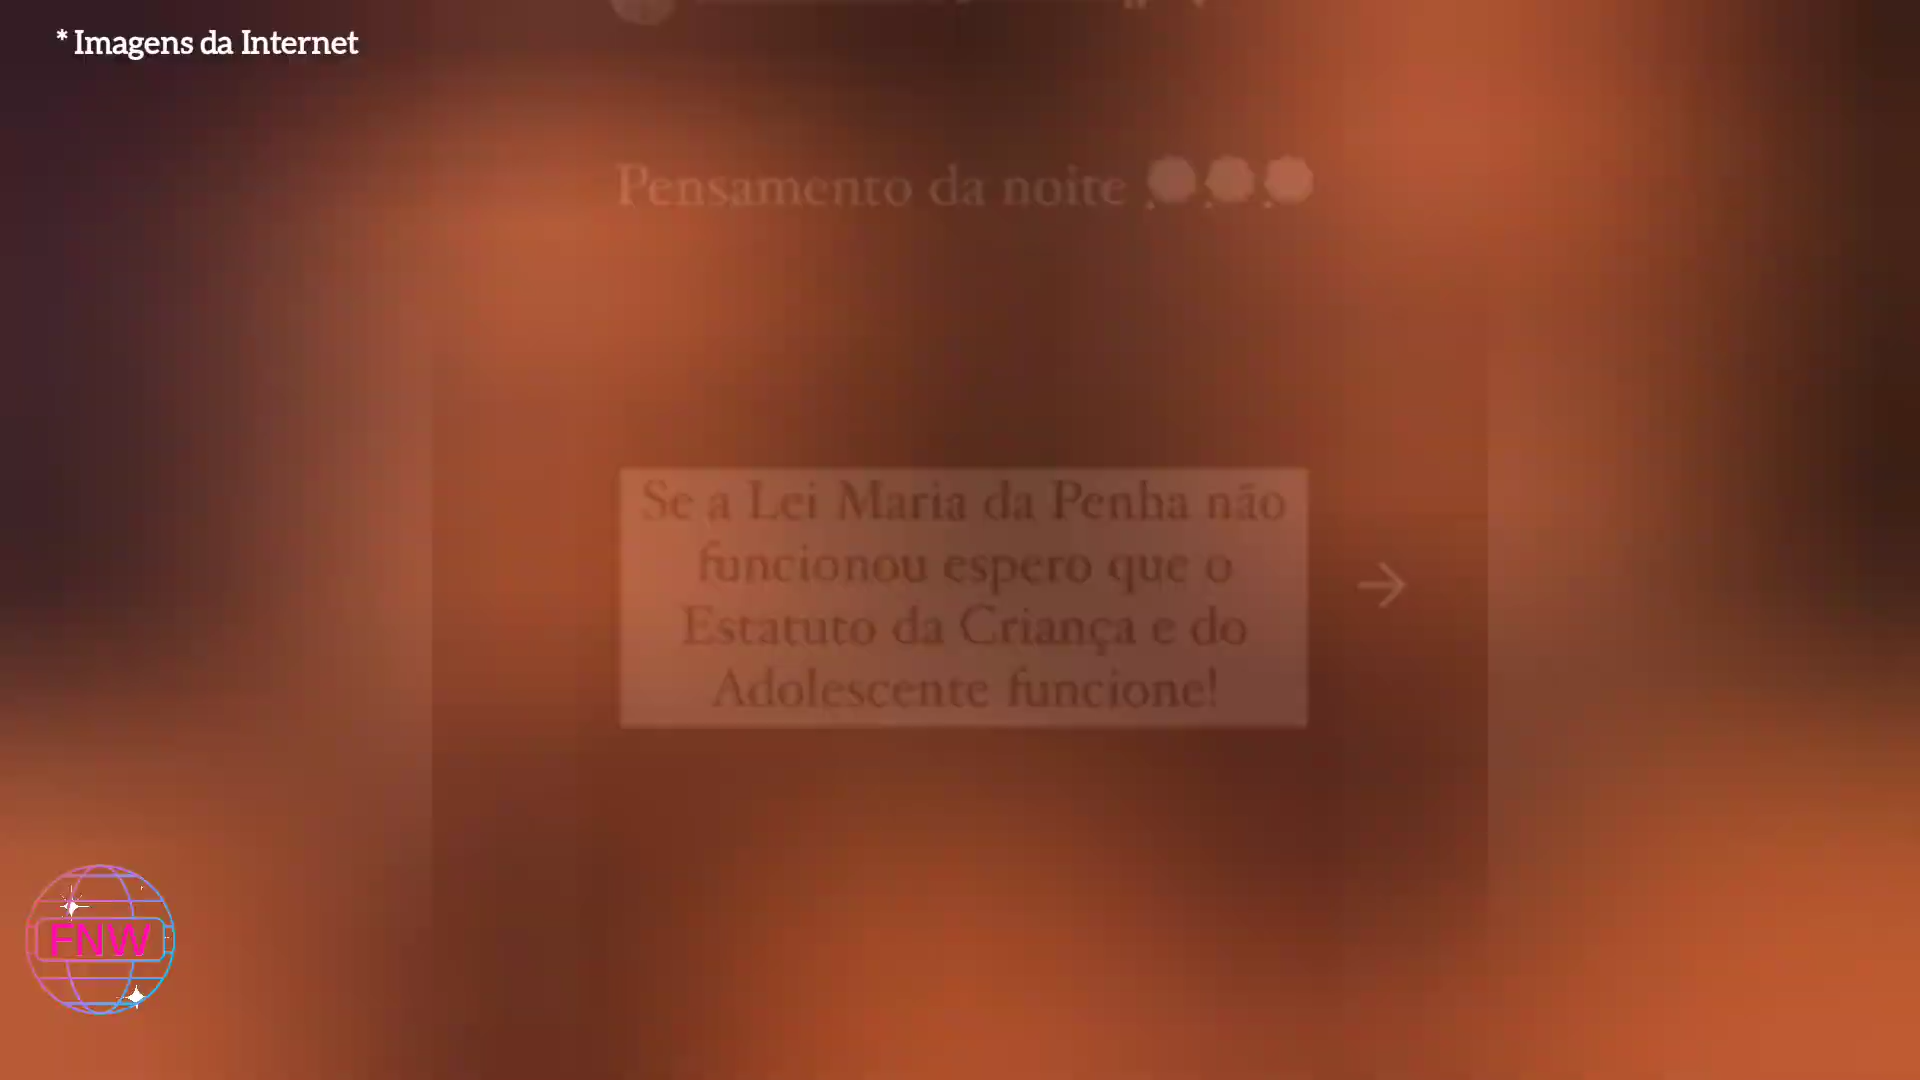 * Imagens da Internet
Pensamento da noite 💭💭💭
Se a Lei Maria da Penha não
funcionou espero que o
Estatuto da Criança e do
Adolescente funcione!
FNW